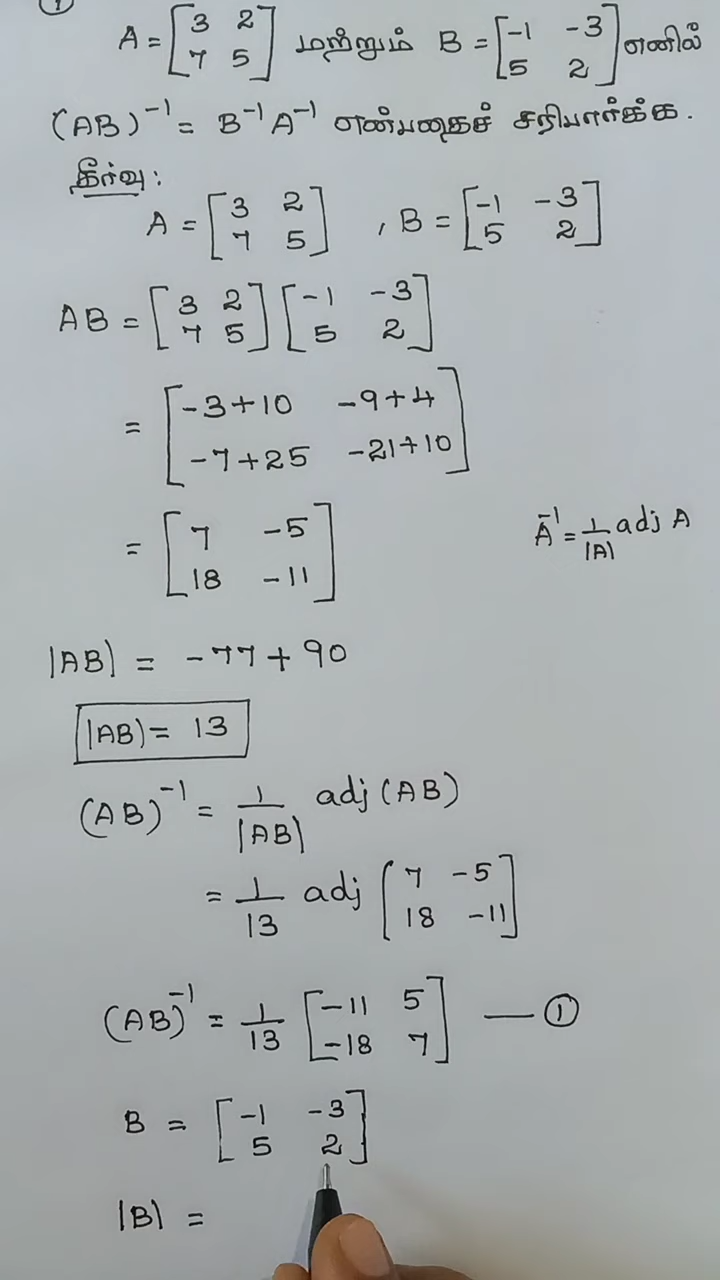 ①
A = [3 2; 7 5] மற்றும் B = [-1 -3; 5 2] எனில்
(AB)⁻¹ = B⁻¹A⁻¹ என்பதைச் சரிபார்க்க.
தீர்வு:
A = [3 2; 7 5] , B = [-1 -3; 5 2]
AB = [3 2; 7 5] [-1 -3; 5 2]
= [-3+10 -9+4; -7+25 -21+10]
= [7 -5; 18 -11]
A⁻¹ = 1/|A| adj A
|AB| = -77+90
|AB| = 13
(AB)⁻¹ = 1/|AB| adj (AB)
= 1/13 adj [7 -5; 18 -11]
(AB)⁻¹ = 1/13 [-11 5; -18 7] — ①
B = [-1 -3; 5 2]
|B| =